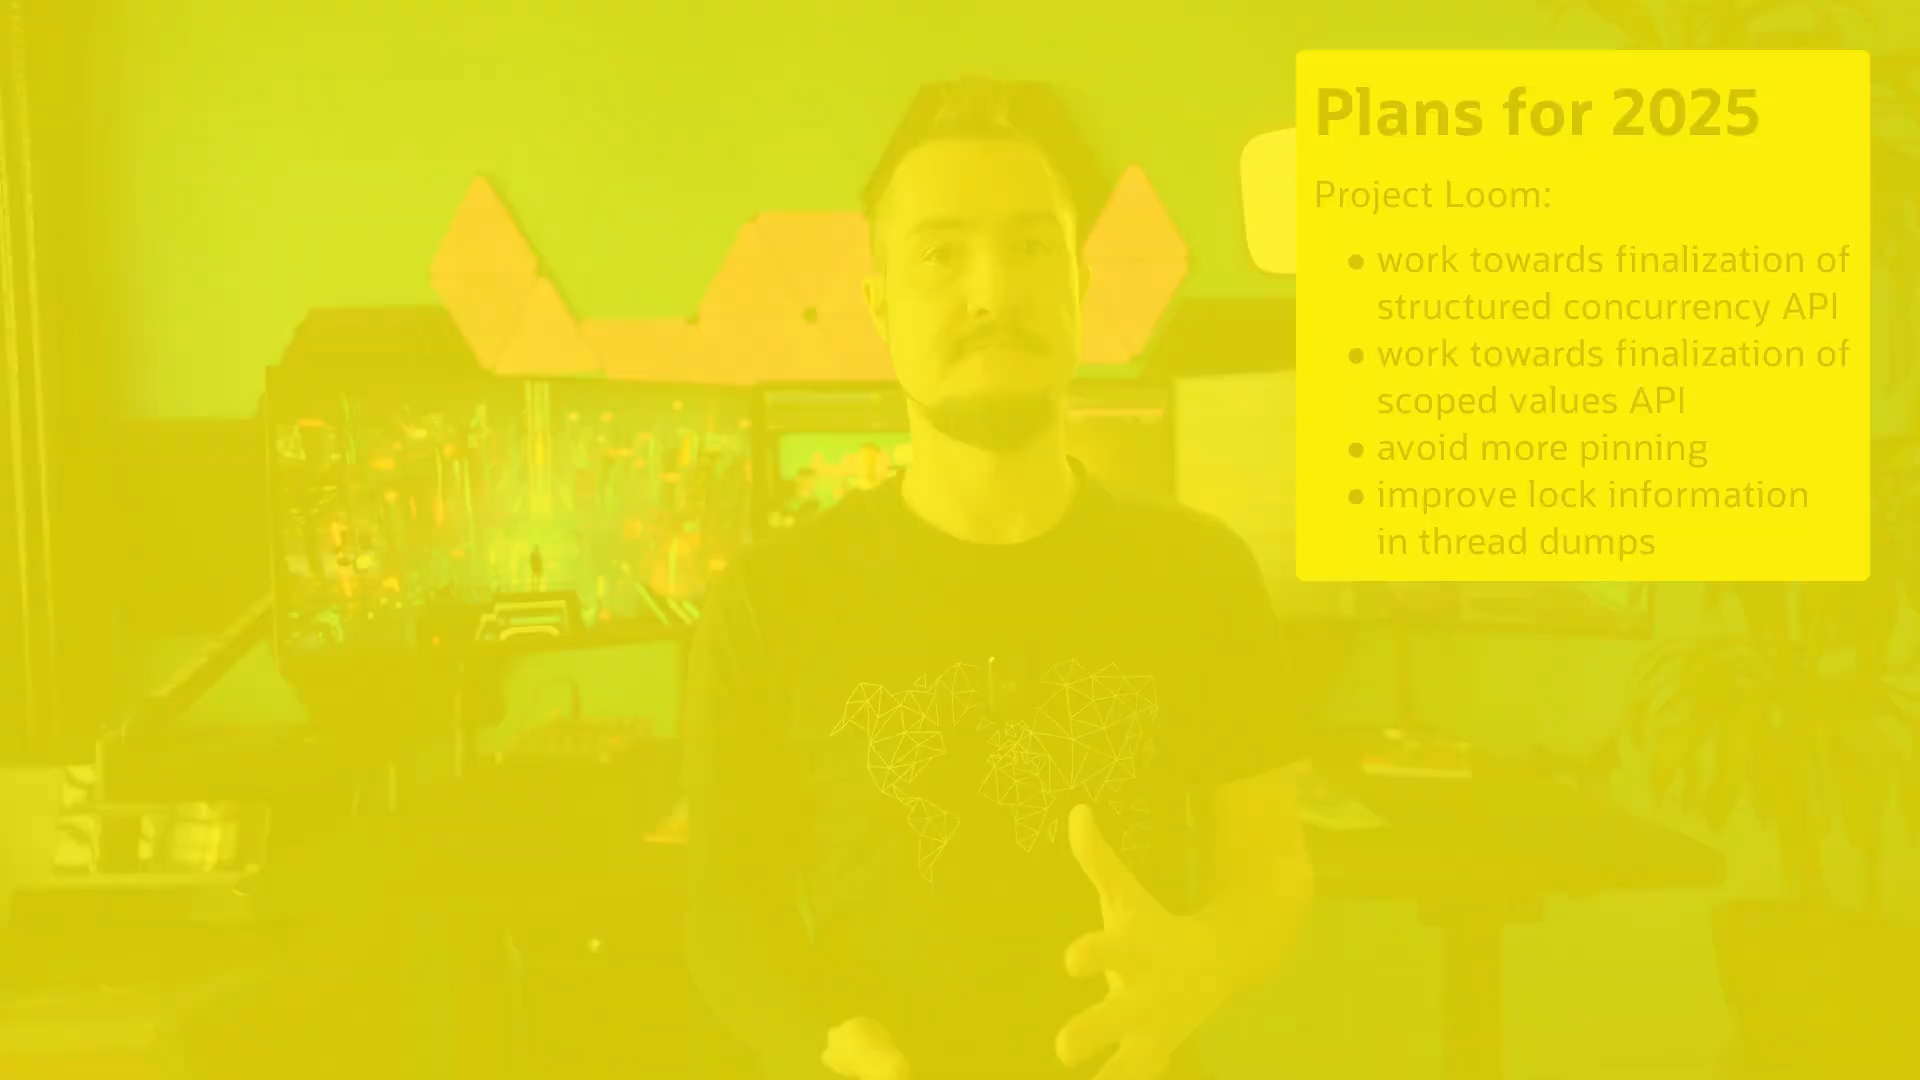 Plans for 2025
Project Loom:
• work towards finalization of
structured concurrency API
• work towards finalization of
scoped values API
• avoid more pinning
• improve lock information
in thread dumps